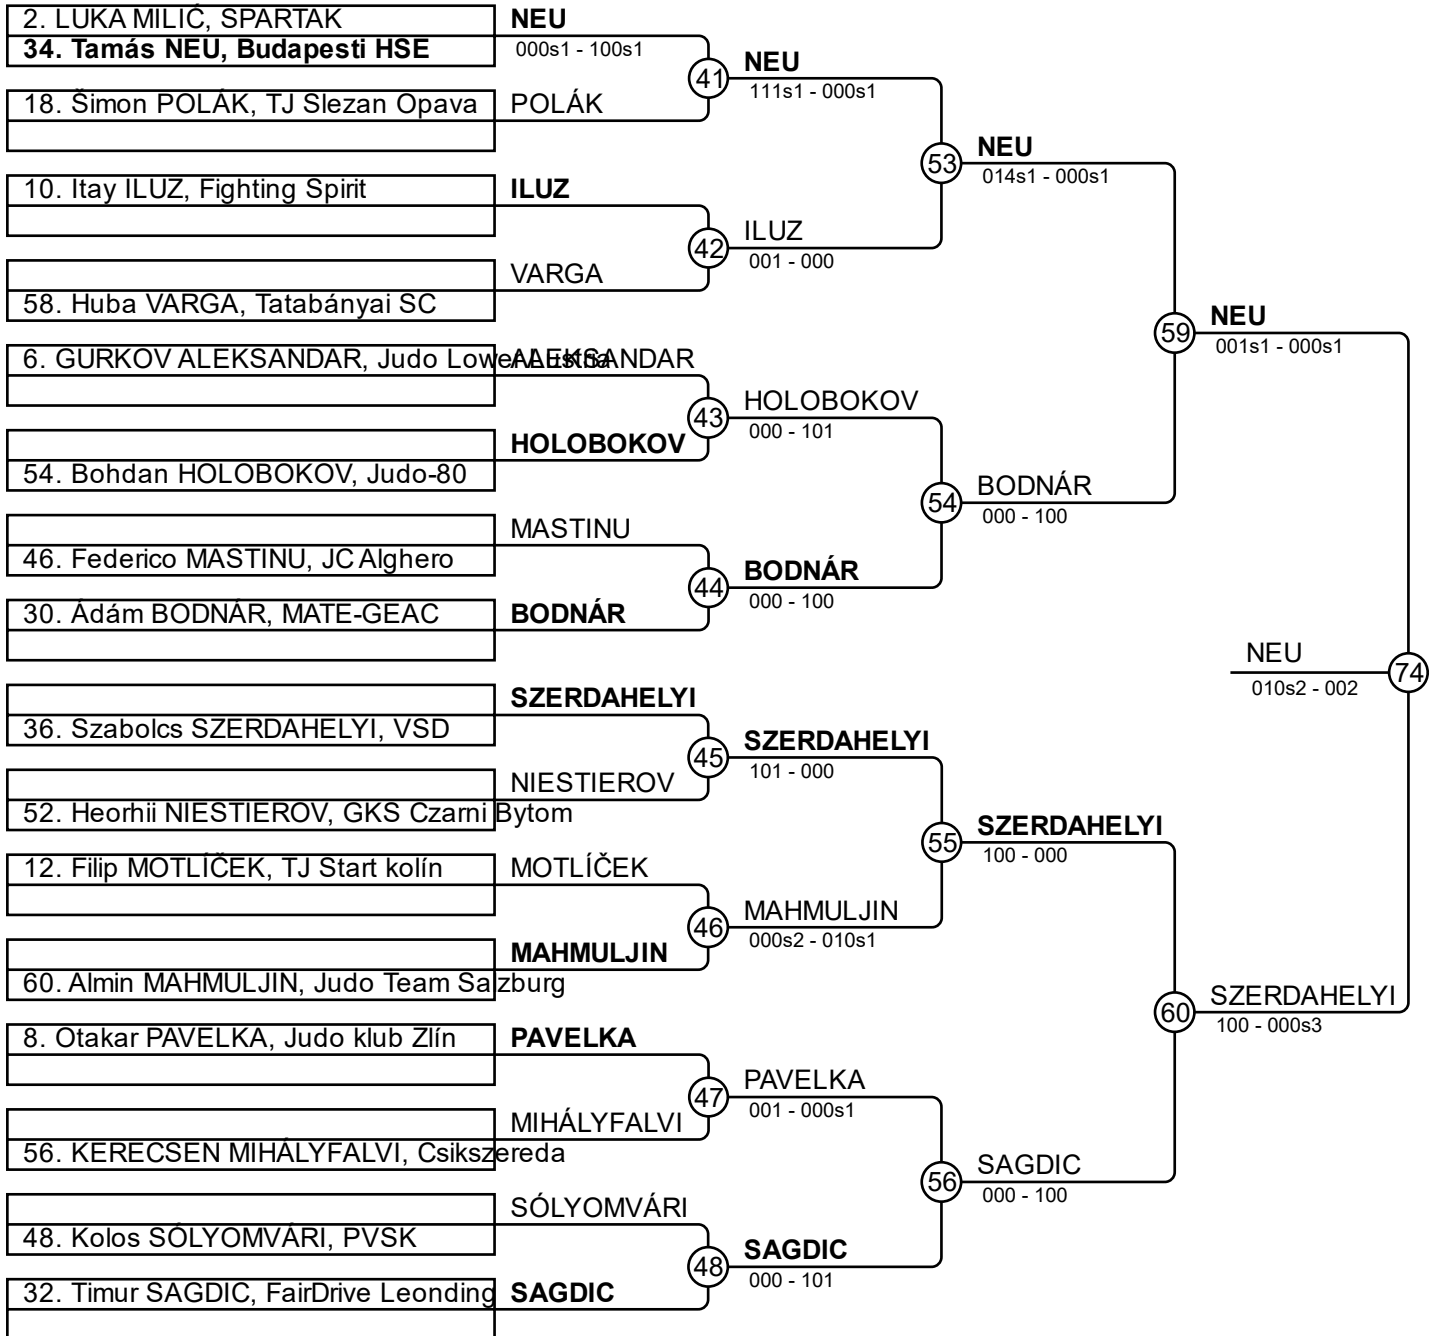 2. LUKA MILIĆ, SPARTAK
34. Tamás NEU, Budapesti HSE
18. Šimon POLÁK, TJ Slezan Opava
10. Itay ILUZ, Fighting Spirit
58. Huba VARGA, Tatabányai SC
6. GURKOV ALEKSANDAR, Judo Lower Austria
54. Bohdan HOLOBOKOV, Judo-80
46. Federico MASTINU, JC Alghero
30. Ádám BODNÁR, MATE-GEAC
36. Szabolcs SZERDAHELYI, VSD
52. Heorhii NIESTIEROV, GKS Czarni Bytom
12. Filip MOTLÍČEK, TJ Start kolín
60. Almin MAHMULJIN, Judo Team Salzburg
8. Otakar PAVELKA, Judo klub Zlín
56. KERECSEN MIHÁLYFALVI, Csikszereda
48. Kolos SÓLYOMVÁRI, PVSK
32. Timur SAGDIC, FairDrive Leonding
NEU
000s1 - 100s1
POLÁK
ILUZ
VARGA
ALEKSANDAR
HOLOBOKOV
MASTINU
BODNÁR
SZERDAHELYI
NIESTIEROV
MOTLÍČEK
MAHMULJIN
PAVELKA
MIHÁLYFALVI
SÓLYOMVÁRI
SAGDIC
41
NEU
111s1 - 000s1
42
ILUZ
001 - 000
43
HOLOBOKOV
000 - 101
44
BODNÁR
000 - 100
45
SZERDAHELYI
101 - 000
46
MAHMULJIN
000s2 - 010s1
47
PAVELKA
001 - 000s1
48
SAGDIC
000 - 101
53
NEU
014s1 - 000s1
54
BODNÁR
000 - 100
55
SZERDAHELYI
100 - 000
56
SAGDIC
000 - 100
59
NEU
001s1 - 000s1
60
SZERDAHELYI
100 - 000s3
NEU
010s2 - 002
74